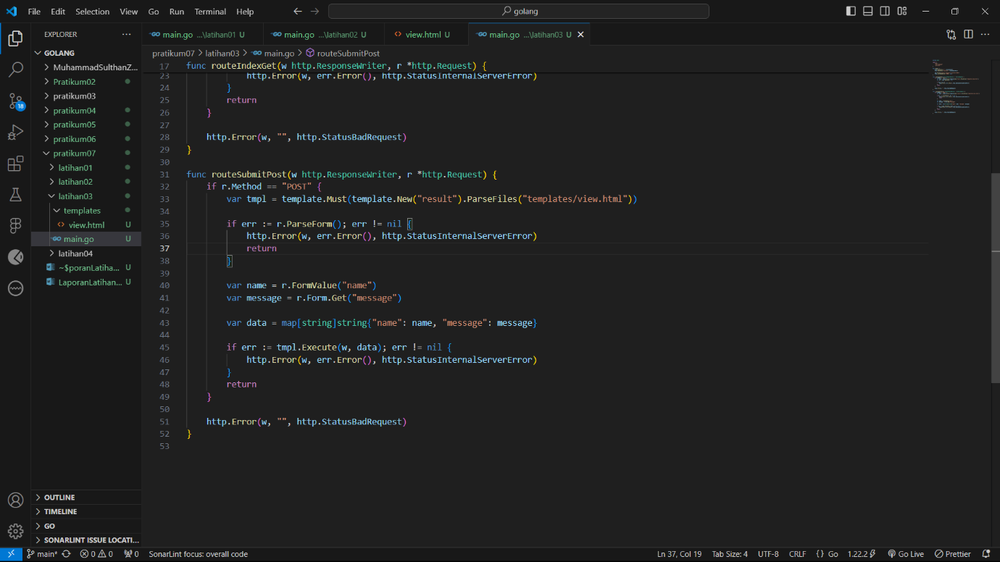 File Edit Selection View Go Run Terminal Help
golang
EXPLORER
GOLANG
MuhammadSulthanZ...
Pratikum02
pratikum03
pratikum04
pratikum05
pratikum06
pratikum07
latihan01
latihan02
latihan03
templates
view.html U
main.go U
latihan04
~$poranLatiha... U
LaporanLatihan... U
OUTLINE
TIMELINE
GO
SONARLINT ISSUE LOCATI...
18
main.go ...\latihan01 U
main.go ...\latihan02 U
view.html U
main.go ...\latihan03 U
pratikum07 > latihan03 > main.go > routeSubmitPost
17 func routeIndexGet(w http.ResponseWriter, r *http.Request) {
23 http.Error(w, err.Error(), http.StatusInternalServerError)
24 }
25 return
26 }
27
28 http.Error(w, "", http.StatusBadRequest)
29 }
30
31 func routeSubmitPost(w http.ResponseWriter, r *http.Request) {
32 if r.Method == "POST" {
33 var tmpl = template.Must(template.New("result").ParseFiles("templates/view.html"))
34
35 if err := r.ParseForm(); err != nil {
36 http.Error(w, err.Error(), http.StatusInternalServerError)
37 return
38 }
39
40 var name = r.FormValue("name")
41 var message = r.Form.Get("message")
42
43 var data = map[string]string{"name": name, "message": message}
44
45 if err := tmpl.Execute(w, data); err != nil {
46 http.Error(w, err.Error(), http.StatusInternalServerError)
47 }
48 return
49 }
50
51 http.Error(w, "", http.StatusBadRequest)
52 }
53
main* 0 0 0 SonarLint focus: overall code Ln 37, Col 19 Tab Size: 4 UTF-8 CRLF {} Go 1.22.2 Go Live Prettier